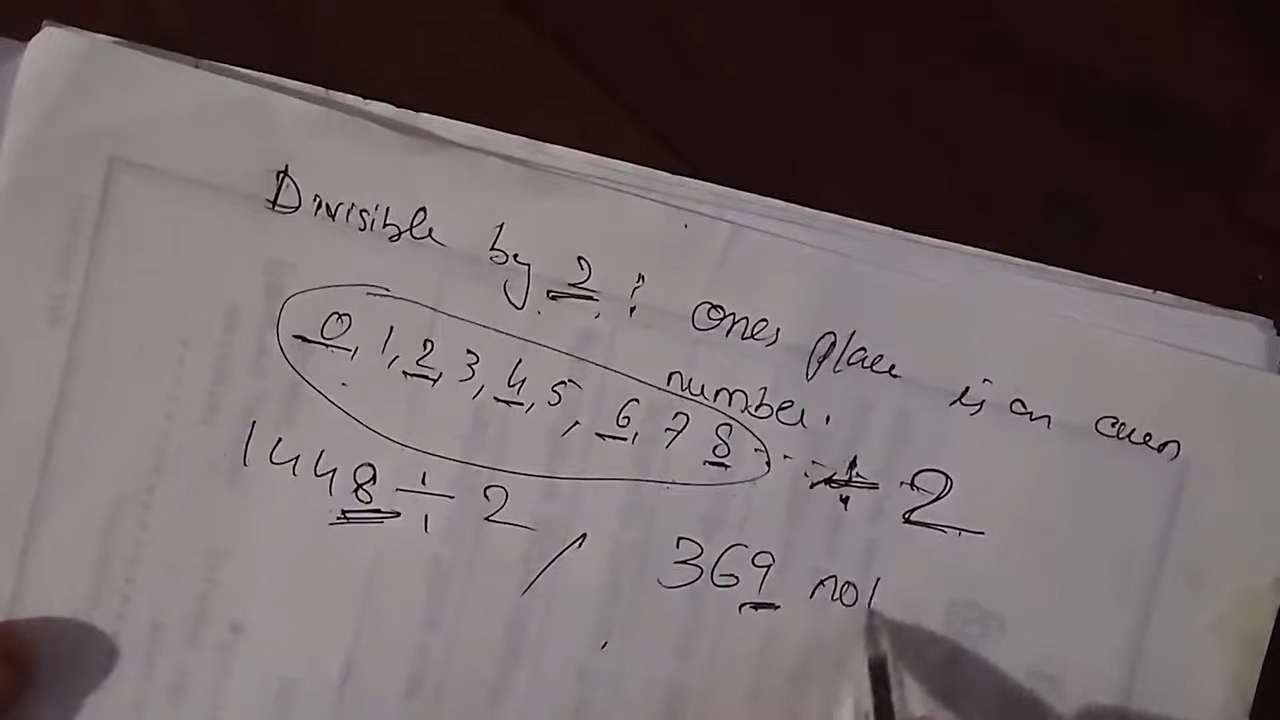 Divisible by 2 : ones place is an even
number.
0, 1, 2, 3, 4, 5, 6, 7 8 ÷ 2
1448 ÷ 2 / 369 not